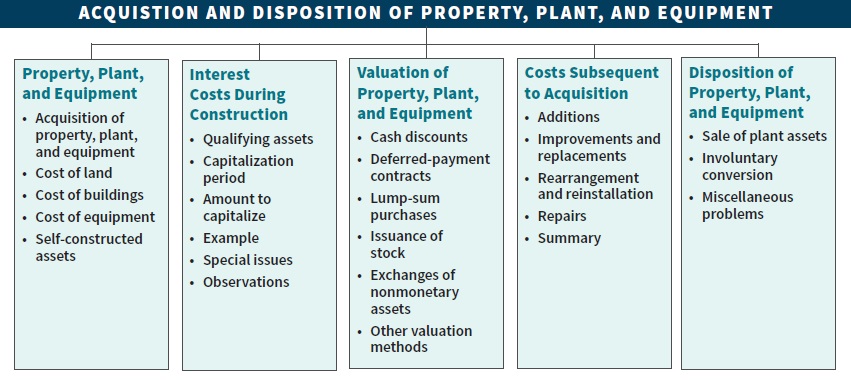 ACQUISTION AND DISPOSITION OF PROPERTY, PLANT, AND EQUIPMENT
Property, Plant,
and Equipment
• Acquisition of
property, plant,
and equipment
• Cost of land
• Cost of buildings
• Cost of equipment
• Self-constructed
assets
Interest
Costs During
Construction
• Qualifying assets
• Capitalization
period
• Amount to
capitalize
• Example
• Special issues
• Observations
Valuation of
Property, Plant,
and Equipment
• Cash discounts
• Deferred-payment
contracts
• Lump-sum
purchases
• Issuance of
stock
• Exchanges of
nonmonetary
assets
• Other valuation
methods
Costs Subsequent
to Acquisition
• Additions
• Improvements and
replacements
• Rearrangement
and reinstallation
• Repairs
• Summary
Disposition of
Property, Plant,
and Equipment
• Sale of plant assets
• Involuntary
conversion
• Miscellaneous
problems